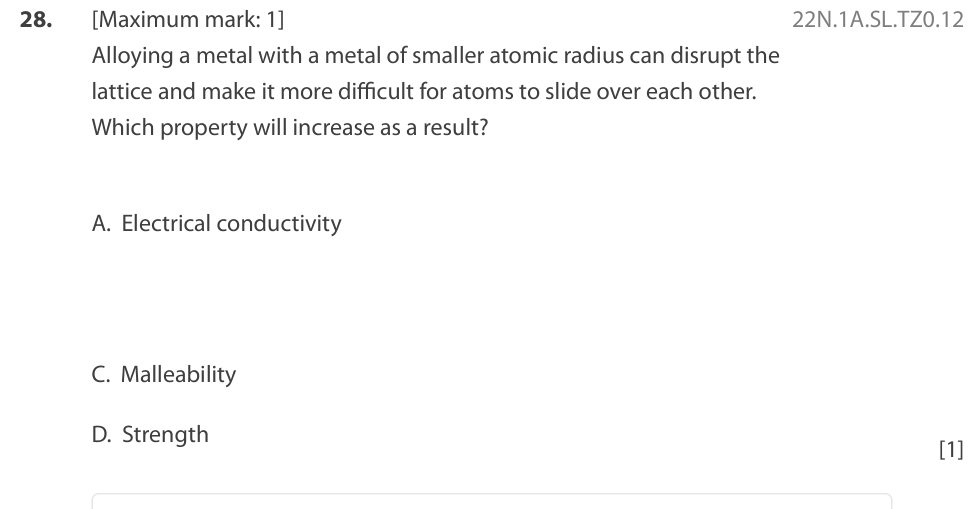 28. [Maximum mark: 1] 22N.1A.SL.TZ0.12
Alloying a metal with a metal of smaller atomic radius can disrupt the
lattice and make it more difficult for atoms to slide over each other.
Which property will increase as a result?
A. Electrical conductivity
C. Malleability
D. Strength
[1]